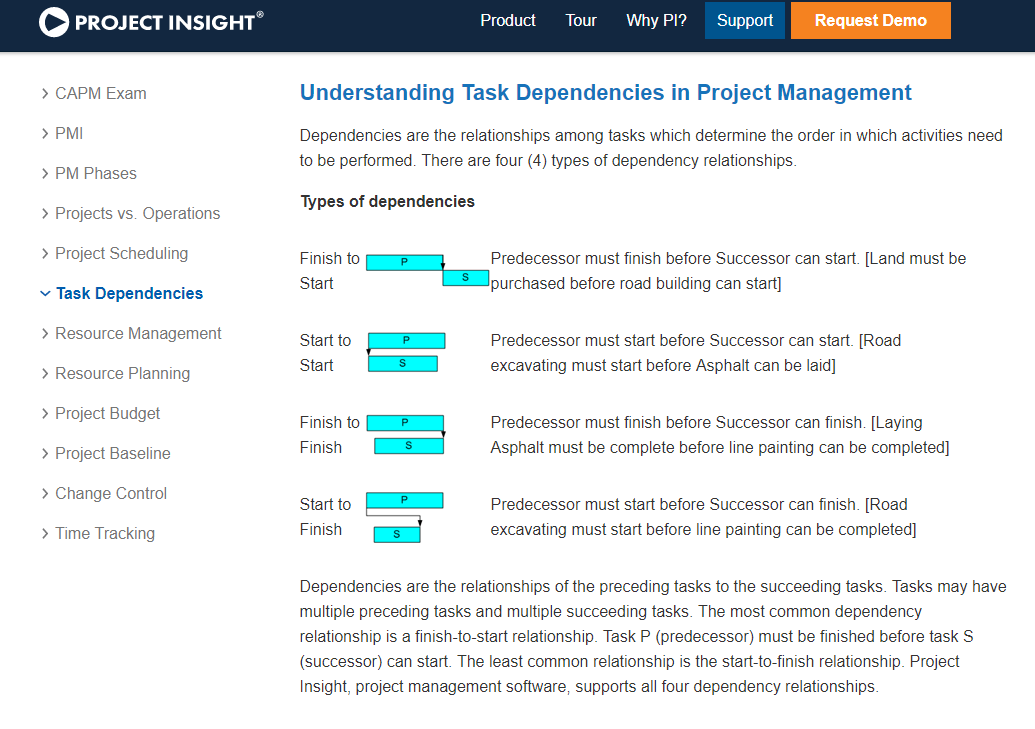 PROJECT INSIGHT®
Product Tour Why PI? Support Request Demo
CAPM Exam
PMI
PM Phases
Projects vs. Operations
Project Scheduling
Task Dependencies
Resource Management
Resource Planning
Project Budget
Project Baseline
Change Control
Time Tracking
Understanding Task Dependencies in Project Management
Dependencies are the relationships among tasks which determine the order in which activities need
to be performed. There are four (4) types of dependency relationships.
Types of dependencies
Finish to
Start
P
S
Predecessor must finish before Successor can start. [Land must be
purchased before road building can start]
Start to
Start
P
S
Predecessor must start before Successor can start. [Road
excavating must start before Asphalt can be laid]
Finish to
Finish
P
S
Predecessor must finish before Successor can finish. [Laying
Asphalt must be complete before line painting can be completed]
Start to
Finish
P
S
Predecessor must start before Successor can finish. [Road
excavating must start before line painting can be completed]
Dependencies are the relationships of the preceding tasks to the succeeding tasks. Tasks may have
multiple preceding tasks and multiple succeeding tasks. The most common dependency
relationship is a finish-to-start relationship. Task P (predecessor) must be finished before task S
(successor) can start. The least common relationship is the start-to-finish relationship. Project
Insight, project management software, supports all four dependency relationships.